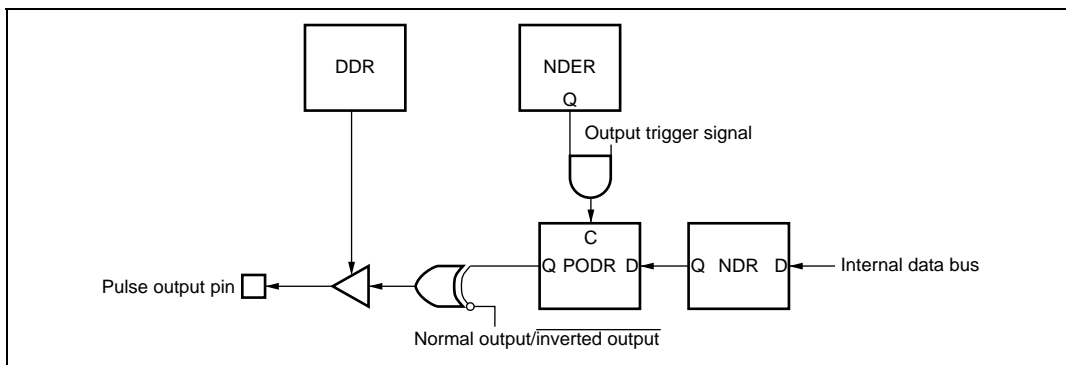 DDR
NDER
Q
Output trigger signal
C
Q PODR D
Q NDR D
Internal data bus
Pulse output pin
Normal output/inverted output